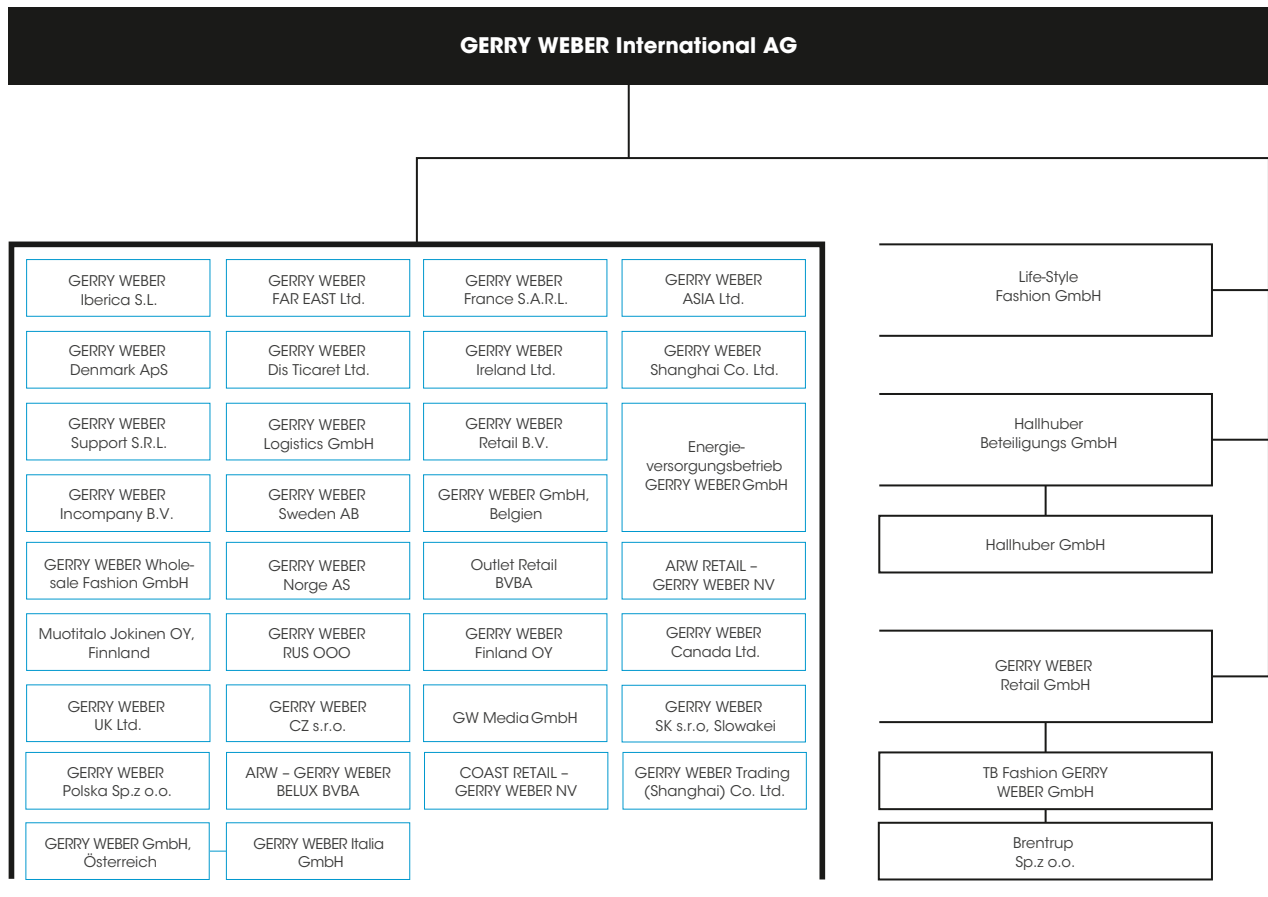 GERRY WEBER International AG
GERRY WEBER
Iberica S.L.
GERRY WEBER
FAR EAST Ltd.
GERRY WEBER
France S.A.R.L.
GERRY WEBER
ASIA Ltd.
GERRY WEBER
Denmark ApS
GERRY WEBER
Dis Ticaret Ltd.
GERRY WEBER
Ireland Ltd.
GERRY WEBER
Shanghai Co. Ltd.
GERRY WEBER
Support S.R.L.
GERRY WEBER
Logistics GmbH
GERRY WEBER
Retail B.V.
Energie-
versorgungsbetrieb
GERRY WEBER GmbH
GERRY WEBER
Incompany B.V.
GERRY WEBER
Sweden AB
GERRY WEBER GmbH,
Belgien
GERRY WEBER Whole-
sale Fashion GmbH
GERRY WEBER
Norge AS
Outlet Retail
BVBA
ARW RETAIL –
GERRY WEBER NV
Muotitalo Jokinen OY,
Finnland
GERRY WEBER
RUS OOO
GERRY WEBER
Finland OY
GERRY WEBER
Canada Ltd.
GERRY WEBER
UK Ltd.
GERRY WEBER
CZ s.r.o.
GW Media GmbH
GERRY WEBER
SK s.r.o, Slowakei
GERRY WEBER
Polska Sp.z o.o.
ARW – GERRY WEBER
BELUX BVBA
COAST RETAIL –
GERRY WEBER NV
GERRY WEBER Trading
(Shanghai) Co. Ltd.
GERRY WEBER GmbH,
Österreich
GERRY WEBER Italia
GmbH
Life-Style
Fashion GmbH
Hallhuber
Beteiligungs GmbH
Hallhuber GmbH
GERRY WEBER
Retail GmbH
TB Fashion GERRY
WEBER GmbH
Brentrup
Sp.z o.o.